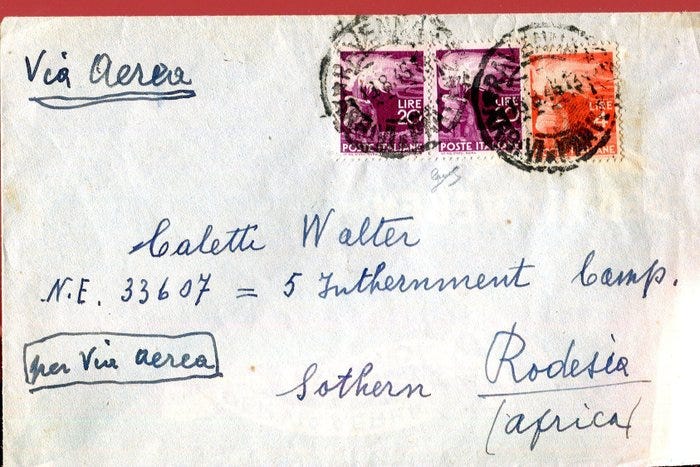 Via Aerea
LIRE
20
POSTE ITALIANE
LIRE
20
POSTE ITALIANE
LIRE
4
Caletti Walter
N.E. 33607 = 5 Inthernment Camp.
per Via aerea
Sothern Rodesia
(africa)